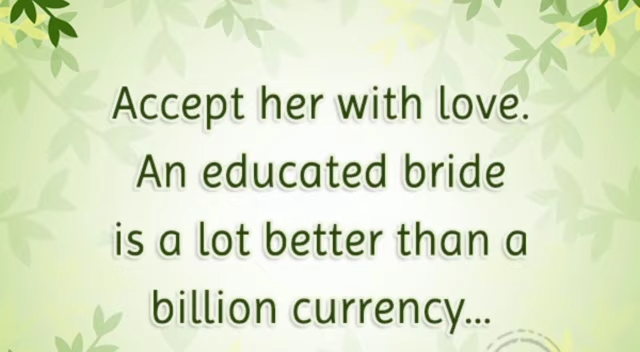 Accept her with love.
An educated bride
is a lot better than a
billion currency...